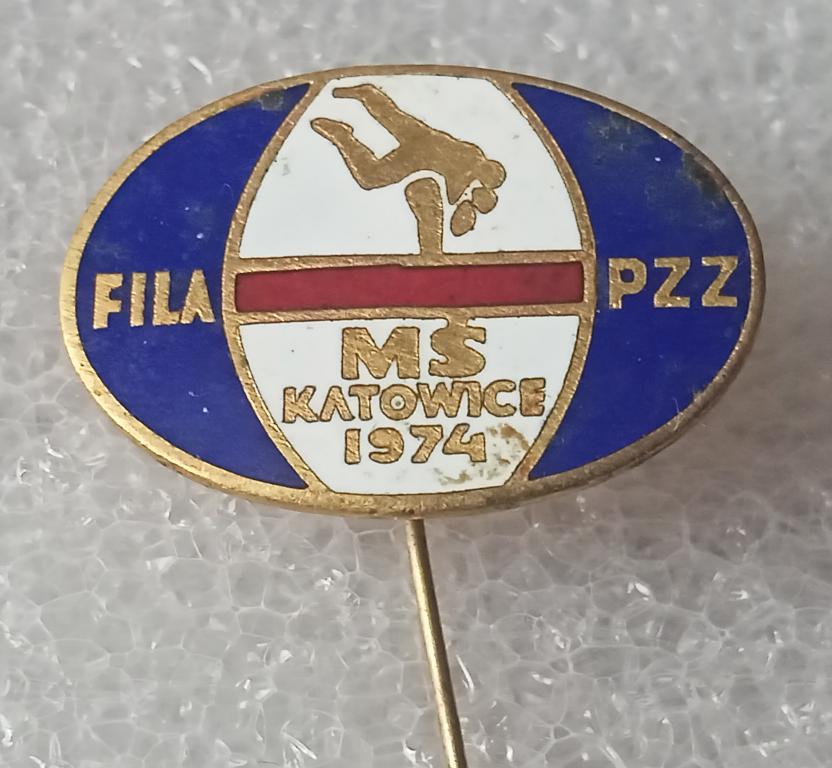 FILA
PZZ
MS
KATOWICE
1974